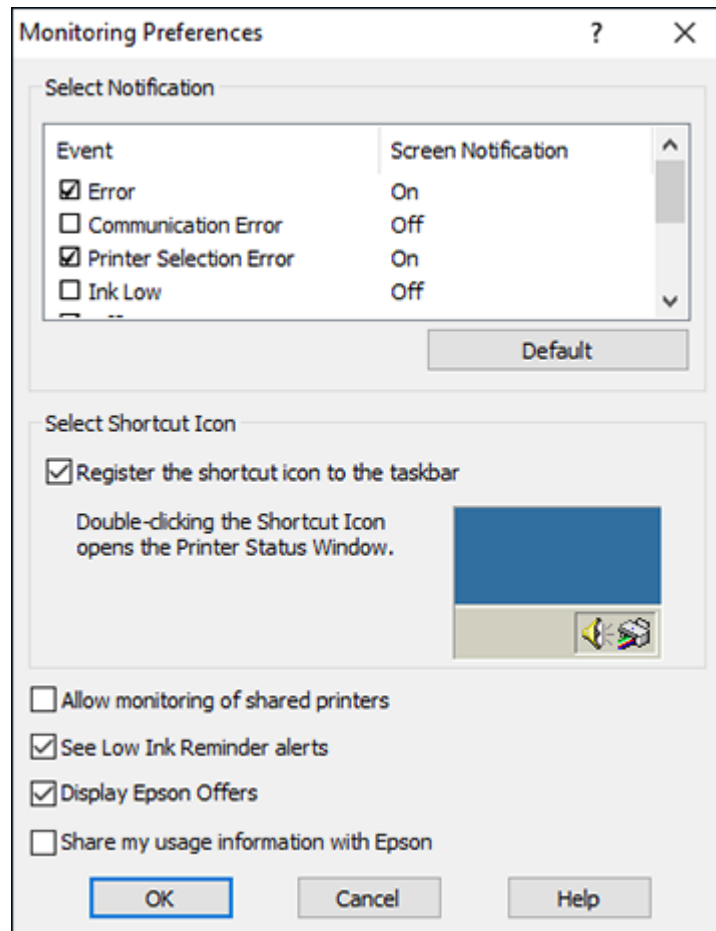 Monitoring Preferences ?
Select Notification
Event Screen Notification
Error On
Communication Error Off
Printer Selection Error On
Ink Low Off
Default
Select Shortcut Icon
Register the shortcut icon to the taskbar
Double-clicking the Shortcut Icon
opens the Printer Status Window.
Allow monitoring of shared printers
See Low Ink Reminder alerts
Display Epson Offers
Share my usage information with Epson
OK Cancel Help